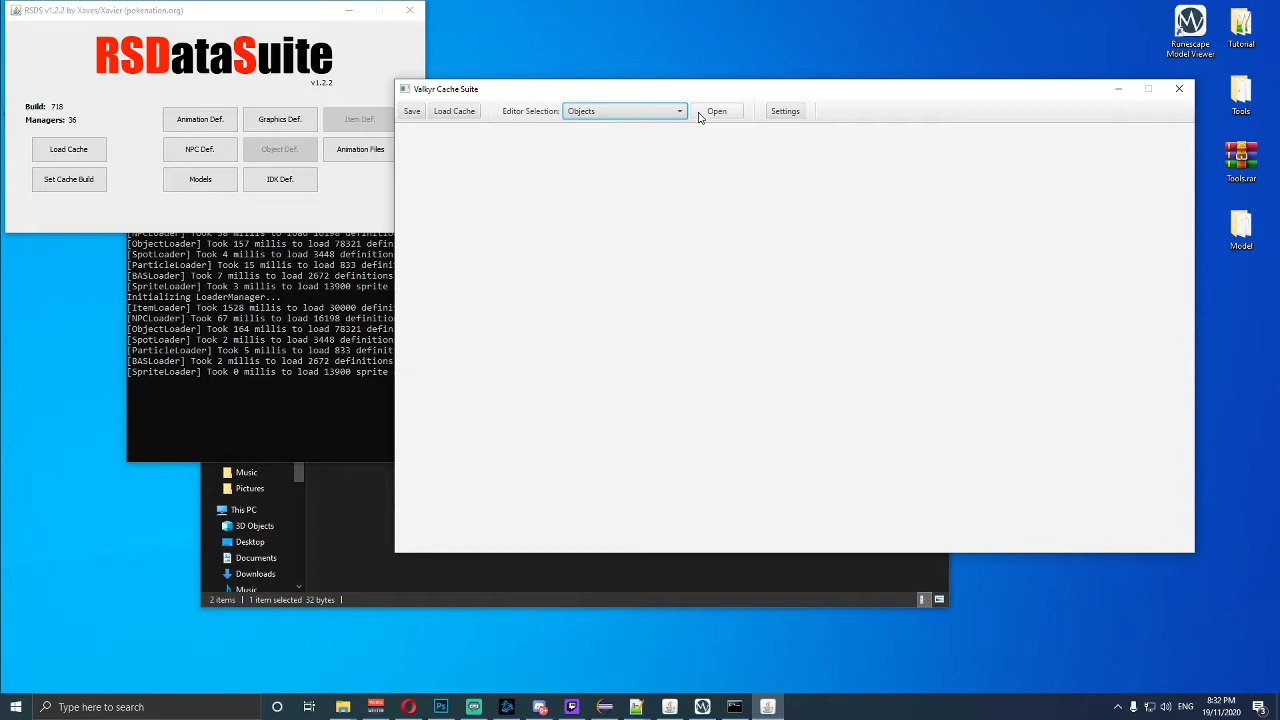 RSDS v1.2.2 by Xaves/Xavier (pokenation.org)
RSDataSuite
v1.2.2
Build: 718
Managers: 36
Load Cache
Set Cache Build
Animation Def.
Graphics Def.
Item Def.
NPC Def.
Object Def.
Animation Files
Models
IDK Def.
Valkyr Cache Suite
Save
Load Cache
Editor Selection:
Objects
Open
Settings
[ObjectLoader] Took 157 millis to load 78321 defin
[SpotLoader] Took 4 millis to load 3448 definition
[ParticleLoader] Took 15 millis to load 833 definit
[BASLoader] Took 7 millis to load 2672 definitions
[SpriteLoader] Took 3 millis to load 13900 sprite
Initializing LoaderManager...
[ItemLoader] Took 1528 millis to load 30000 defin
[NPCLoader] Took 67 millis to load 16198 definiti
[ObjectLoader] Took 164 millis to load 78321 defin
[SpotLoader] Took 2 millis to load 3448 definition
[ParticleLoader] Took 5 millis to load 833 definit
[BASLoader] Took 2 millis to load 2672 definitions
[SpriteLoader] Took 0 millis to load 13900 sprite
Music
Pictures
This PC
3D Objects
Desktop
Documents
Downloads
Music
2 items
1 item selected 32 bytes
Runescape
Model Viewer
Tutonal
Tools
Tools.rar
Model
Type here to search
Ps
ENG
8:32 PM
19/11/2020